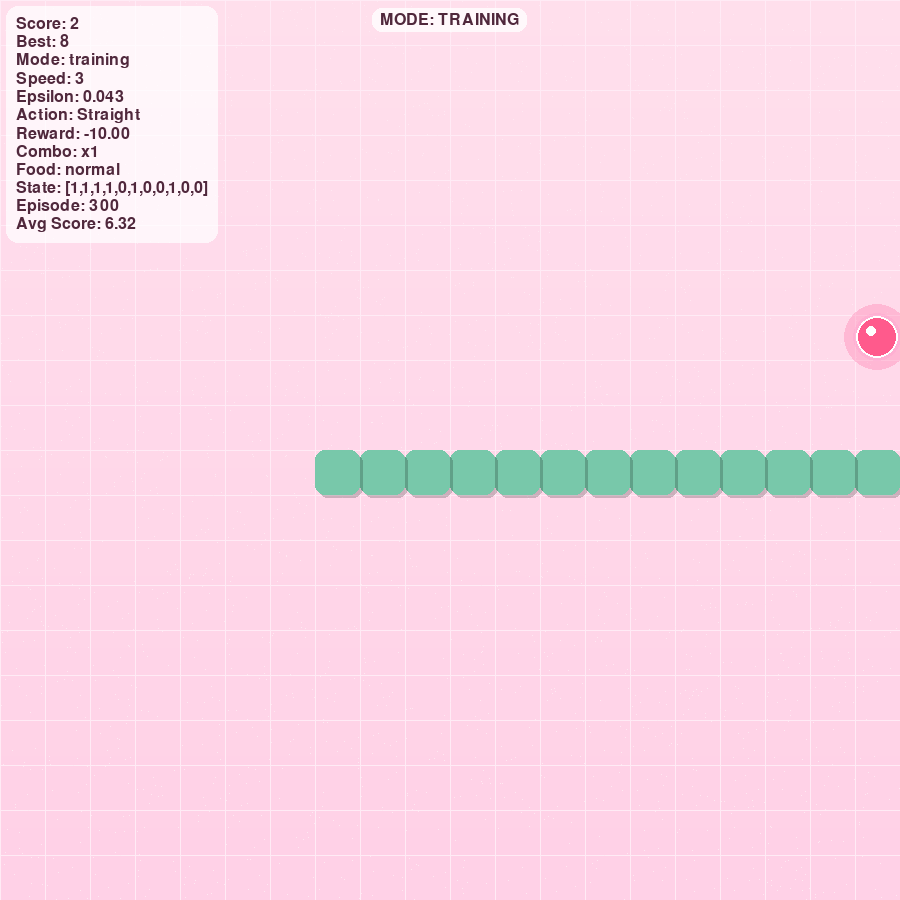 MODE: TRAINING
Score: 2
Best: 8
Mode: training
Speed: 3
Epsilon: 0.043
Action: Straight
Reward: -10.00
Combo: x1
Food: normal
State: [1,1,1,1,0,1,0,0,1,0,0]
Episode: 300
Avg Score: 6.32